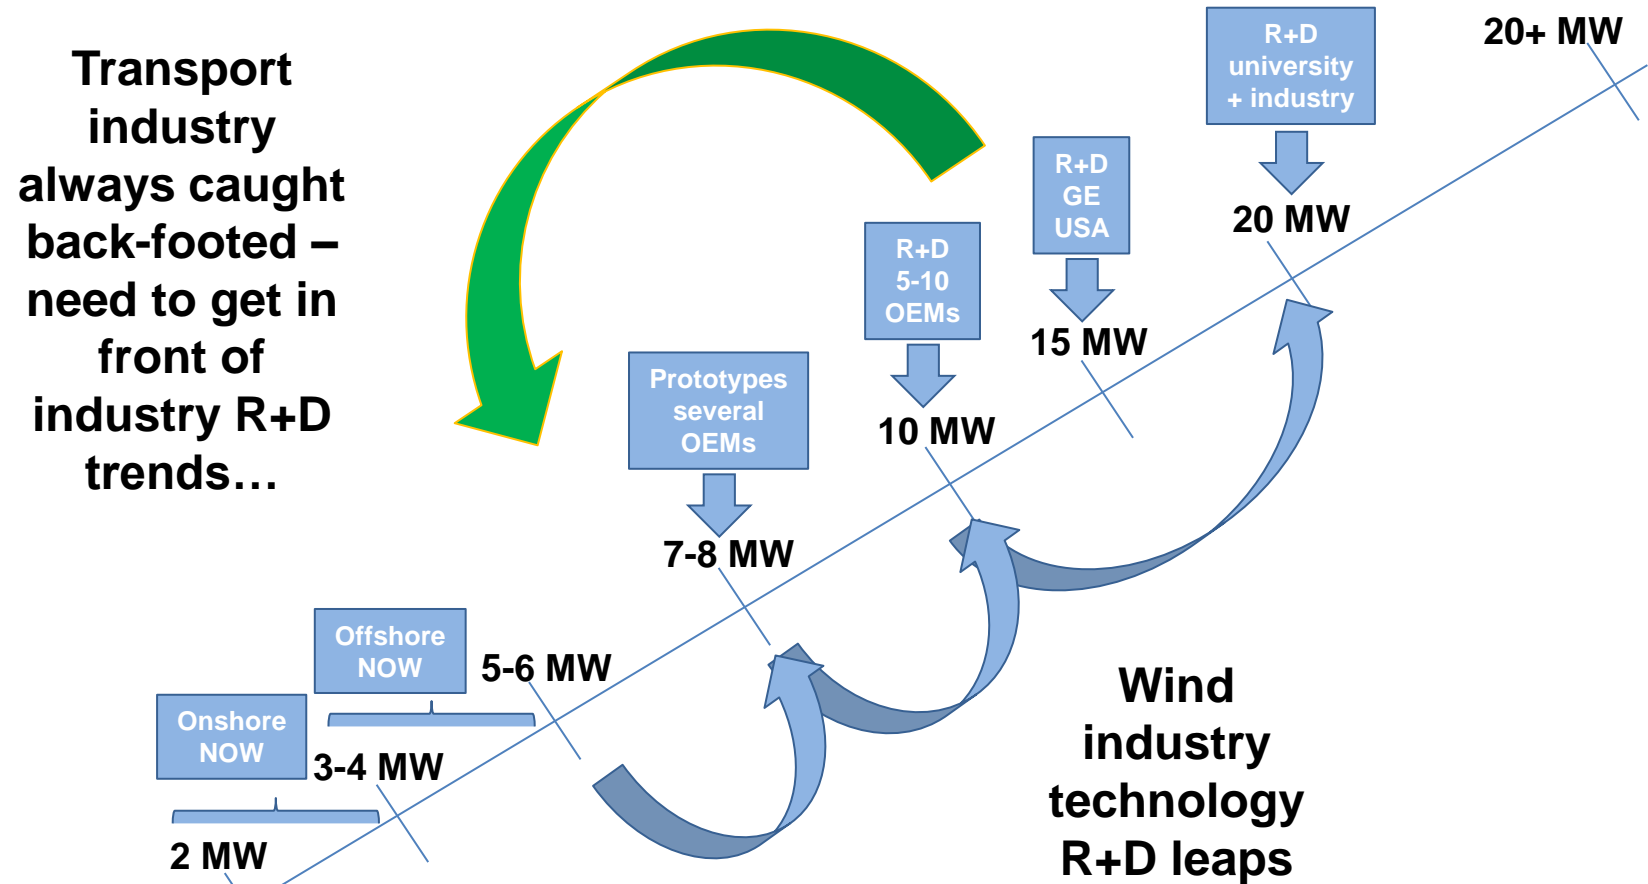 Transport
industry
always caught
back-footed –
need to get in
front of
industry R+D
trends…
R+D
university
+ industry
20+ MW
R+D
GE
USA
20 MW
R+D
5-10
OEMs
15 MW
Prototypes
several
OEMs
10 MW
7-8 MW
Offshore
NOW
5-6 MW
Onshore
NOW
3-4 MW
2 MW
Wind
industry
technology
R+D leaps